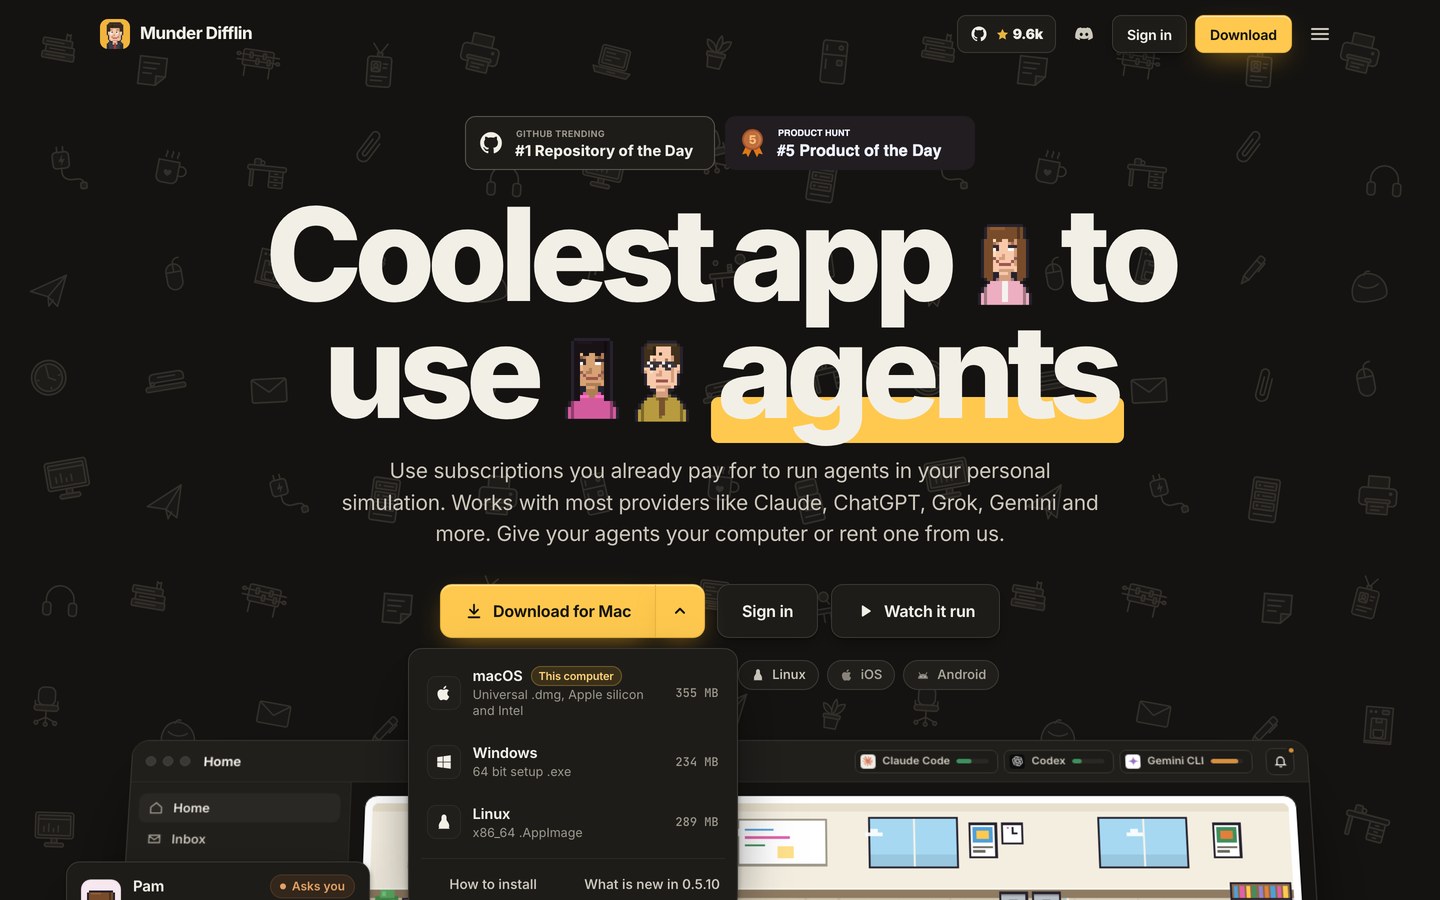 Munder Difflin
9.6k
Sign in
Download
GITHUB TRENDING
#1 Repository of the Day
PRODUCT HUNT
5
#5 Product of the Day
Coolest app to
use agents
Use subscriptions you already pay for to run agents in your personal
simulation. Works with most providers like Claude, ChatGPT, Grok, Gemini and
more. Give your agents your computer or rent one from us.
Download for Mac
Sign in
Watch it run
macOS This computer
Universal .dmg, Apple silicon
and Intel
355 MB
Windows
64 bit setup .exe
234 MB
Linux
x86_64 .AppImage
289 MB
How to install
What is new in 0.5.10
Linux
iOS
Android
Home
Claude Code
Codex
Gemini CLI
Home
Inbox
Pam
Asks you